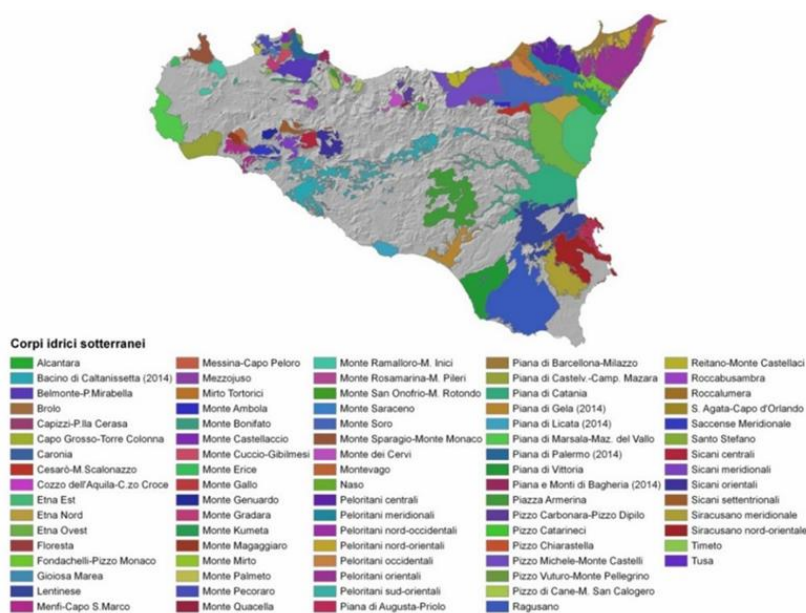 Corpi idrici sotterranei
Alcantara
Bacino di Caltanissetta (2014)
Belmonte-P.Mirabella
Brolo
Capizzi-P.lla Cerasa
Capo Grosso-Torre Colonna
Caronia
Cesarò-M.Scalonazzo
Cozzo dell'Aquila-C.zo Croce
Etna Est
Etna Nord
Etna Ovest
Floresta
Fondachelli-Pizzo Monaco
Gioiosa Marea
Lentinese
Menfi-Capo S.Marco
Messina-Capo Peloro
Mezzojuso
Mirto Tortorici
Monte Ambola
Monte Bonifato
Monte Castellaccio
Monte Cuccio-Gibilmesi
Monte Erice
Monte Gallo
Monte Genuardo
Monte Gradara
Monte Kumeta
Monte Magaggiaro
Monte Mirto
Monte Palmeto
Monte Pecoraro
Monte Quacella
Monte Ramalloro-M. Inici
Monte Rosamarina-M. Pileri
Monte San Onofrio-M. Rotondo
Monte Saraceno
Monte Soro
Monte Sparagio-Monte Monaco
Monte dei Cervi
Montevago
Naso
Peloritani centrali
Peloritani meridionali
Peloritani nord-occidentali
Peloritani nord-orientali
Peloritani occidentali
Peloritani orientali
Peloritani sud-orientali
Piana di Augusta-Priolo
Piana di Barcellona-Milazzo
Piana di Castelv.-Camp. Mazara
Piana di Catania
Piana di Gela (2014)
Piana di Licata (2014)
Piana di Marsala-Maz. del Vallo
Piana di Palermo (2014)
Piana di Vittoria
Piana e Monti di Bagheria (2014)
Piazza Armerina
Pizzo Carbonara-Pizzo Dipilo
Pizzo Catarineci
Pizzo Chiarastella
Pizzo Michele-Monte Castelli
Pizzo Vuturo-Monte Pellegrino
Pizzo di Cane-M. San Calogero
Ragusano
Reitano-Monte Castellaci
Roccabusambra
Roccalumera
S. Agata-Capo d'Orlando
Saccense Meridionale
Santo Stefano
Sicani centrali
Sicani meridionali
Sicani orientali
Sicani settentrionali
Siracusano meridionale
Siracusano nord-orientale
Timeto
Tusa